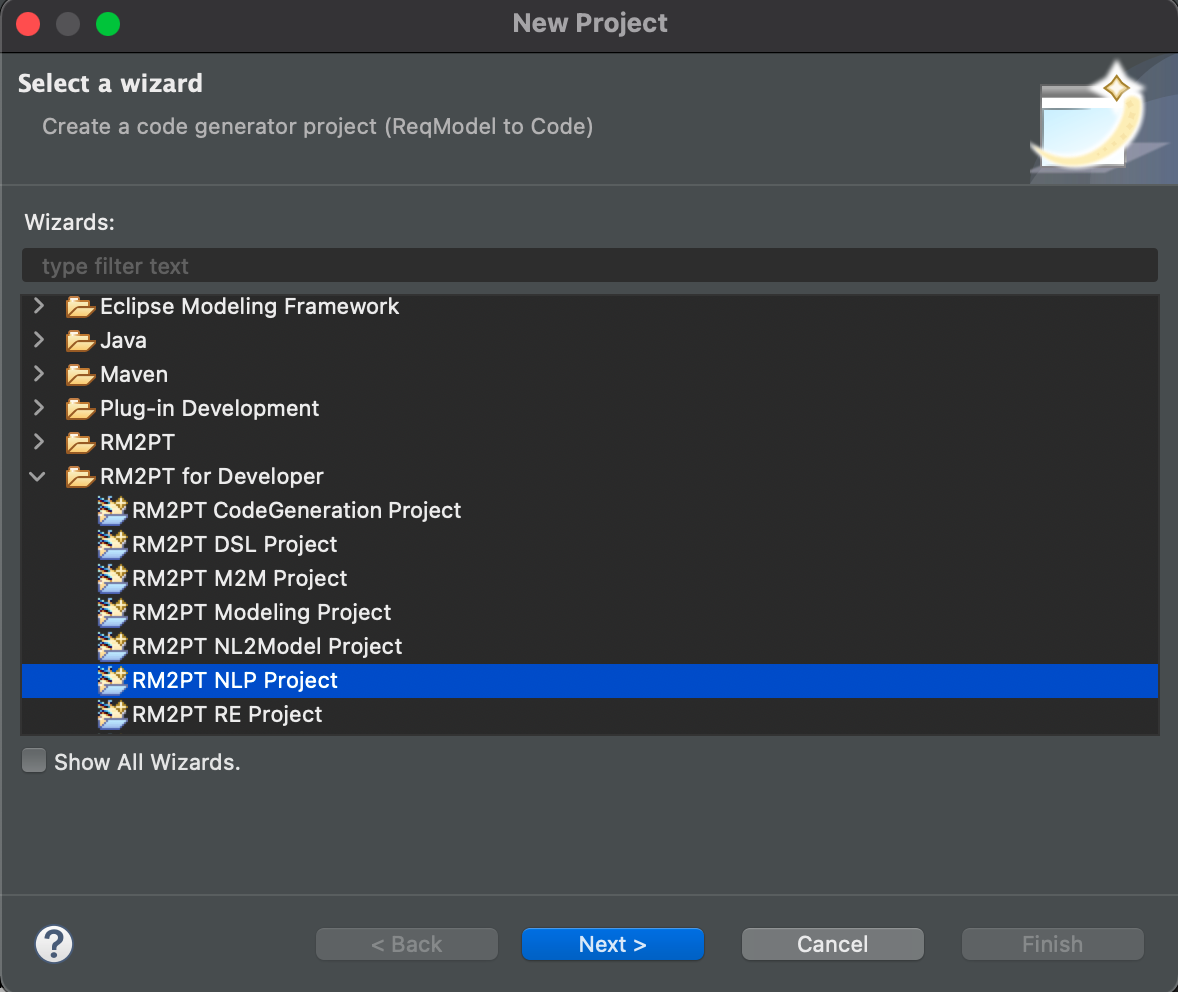 New Project
Select a wizard
Create a code generator project (ReqModel to Code)
Wizards:
type filter text
Eclipse Modeling Framework
Java
Maven
Plug-in Development
RM2PT
RM2PT for Developer
RM2PT CodeGeneration Project
RM2PT DSL Project
RM2PT M2M Project
RM2PT Modeling Project
RM2PT NL2Model Project
RM2PT NLP Project
RM2PT RE Project
Show All Wizards.
? < Back Next > Cancel Finish